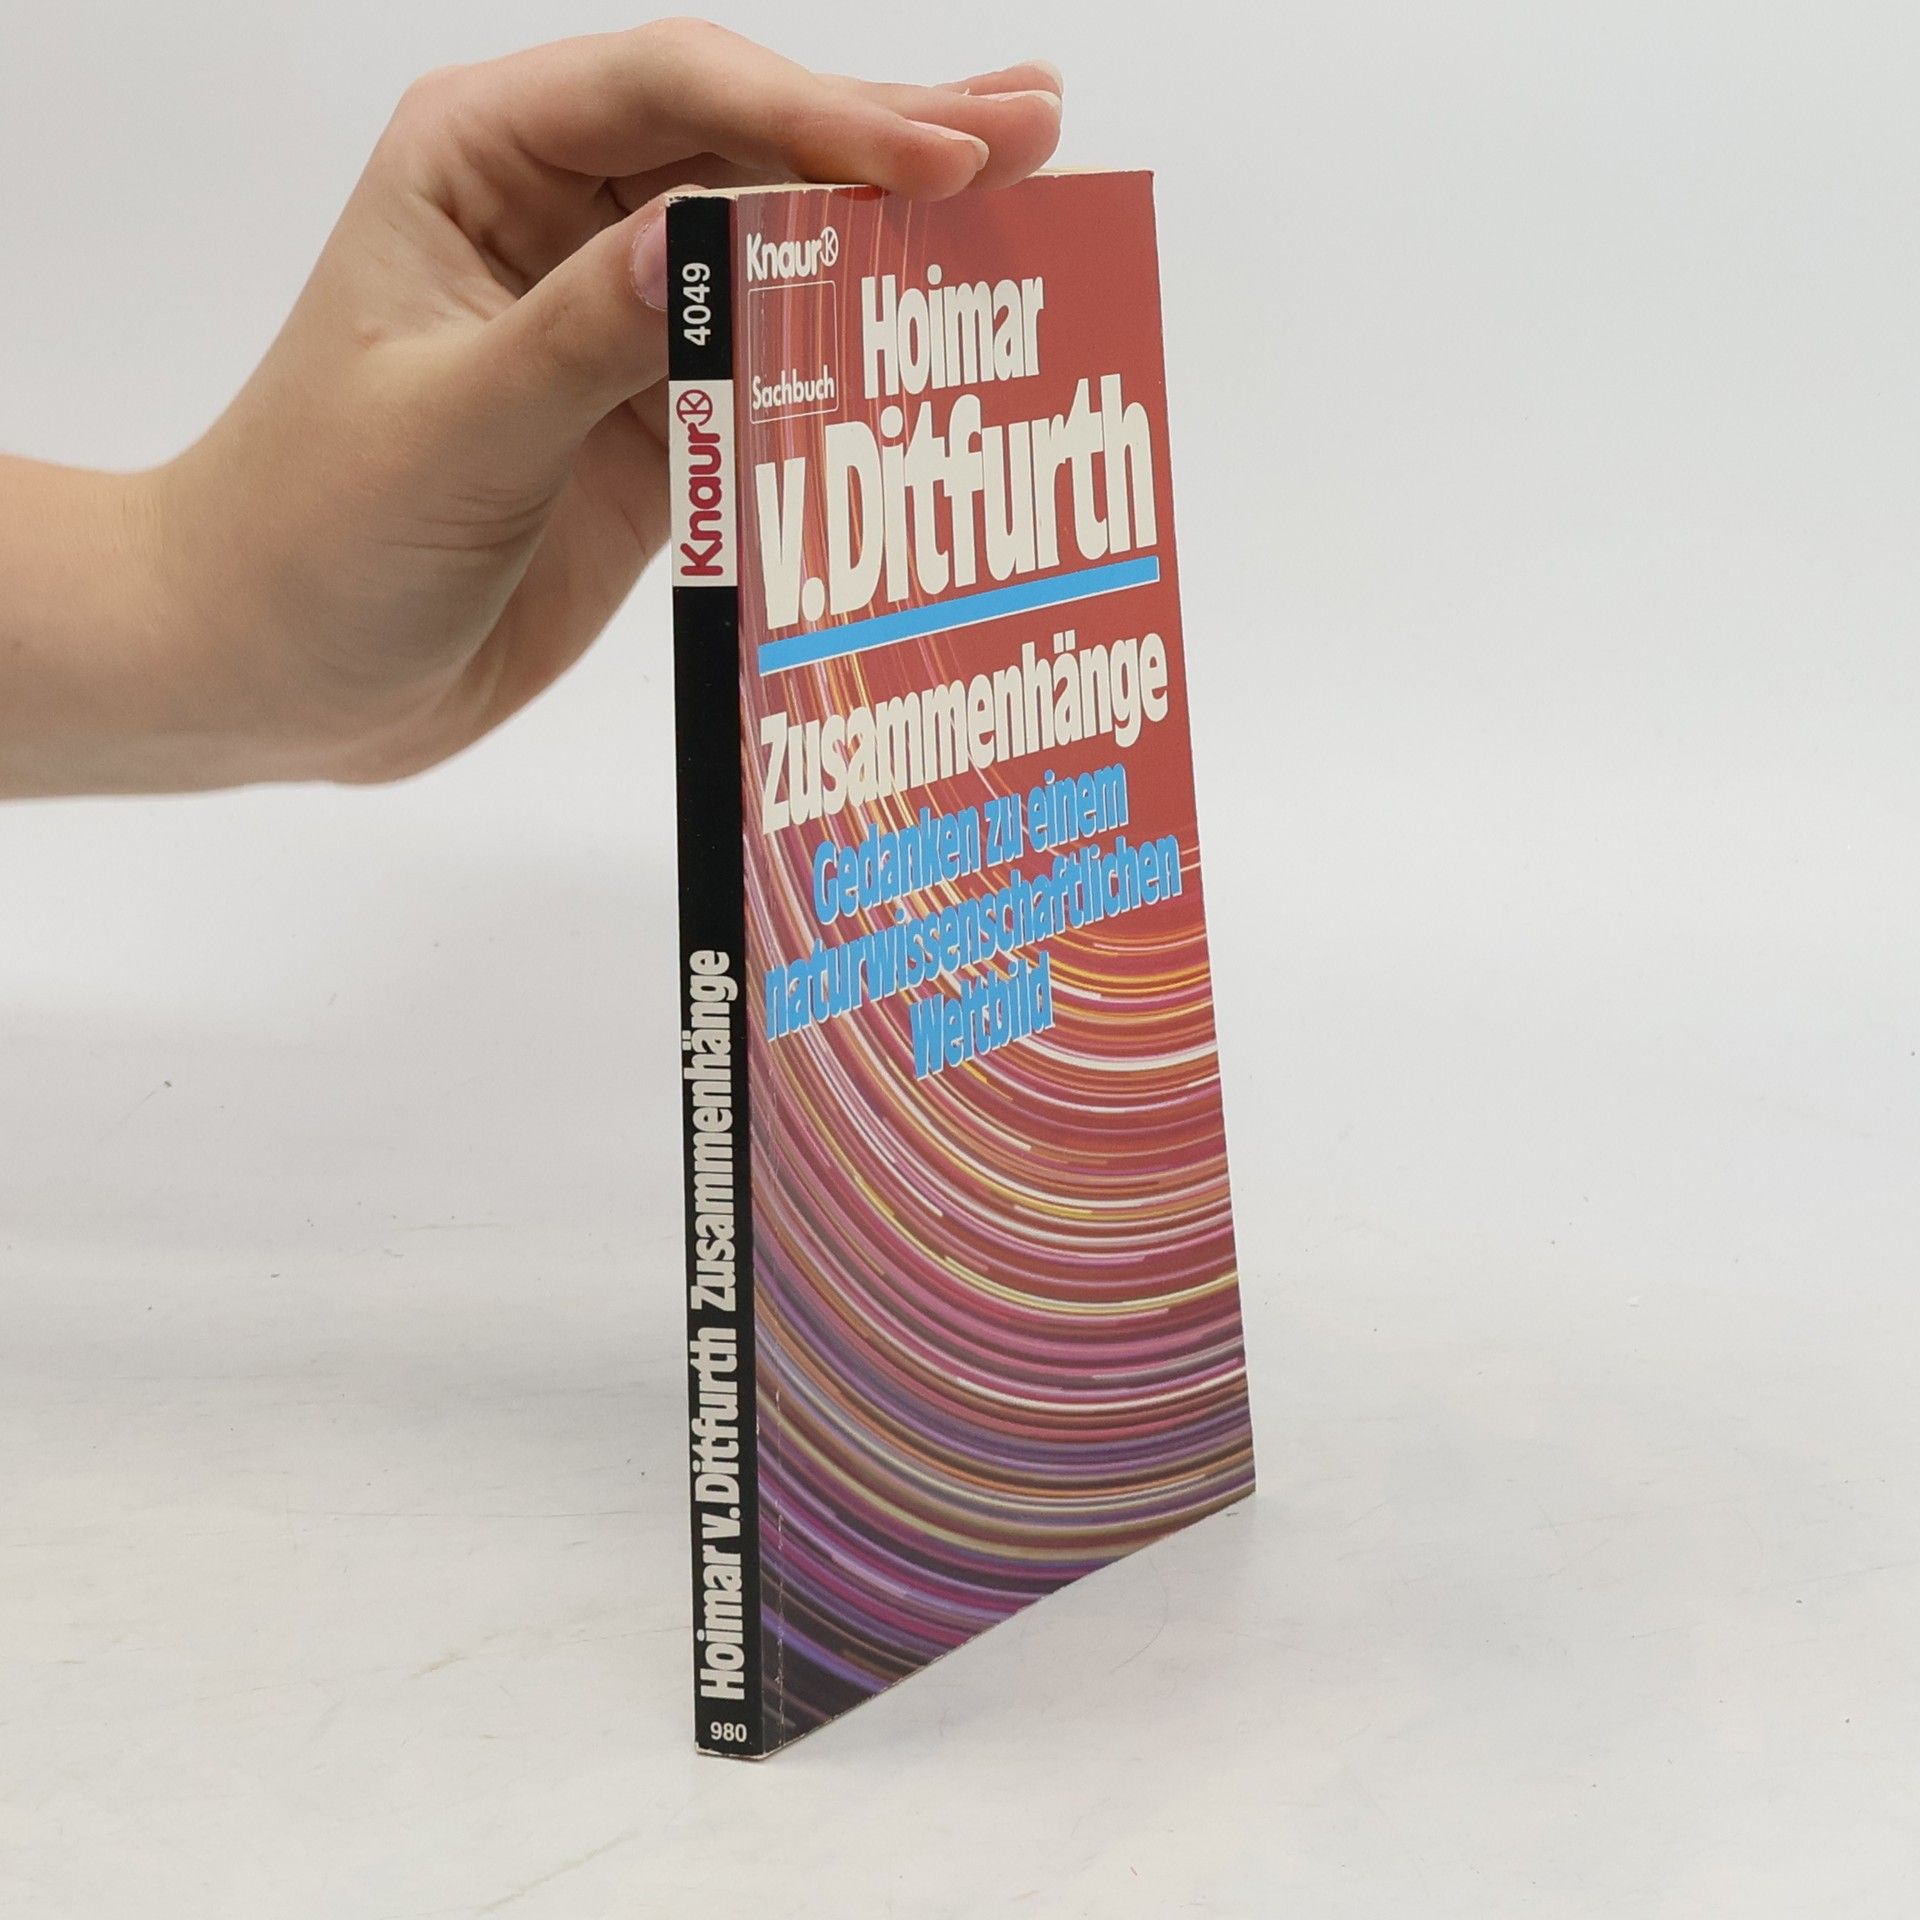 4049
Knaur
Hoimar v. Ditfurth Zusammenhänge
980
Knaur
Sachbuch
Hoimar
v. Ditfurth
Zusammenhänge
Gedanken zu einem
naturwissenschaftlichen
Weltbild